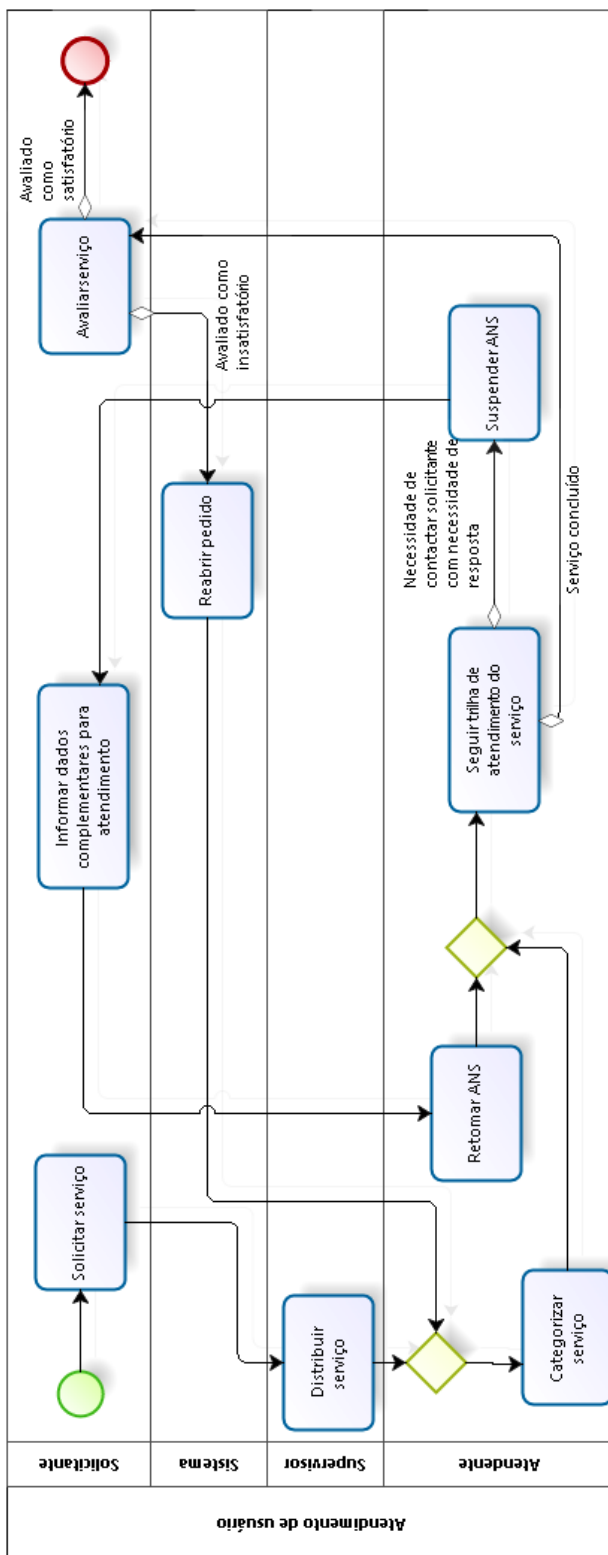 Atendimento de usuário
Solicitante
Sistema
Supervisor
Atendente
Solicitar serviço
Distribuir
serviço
Categorizar
serviço
Retomar ANS
Informar dados
complementares para
atendimento
Seguir trilha de
atendimento do
serviço
Reabrir pedido
Necessidade de
contactar solicitante
com necessidade de
resposta
Serviço concluído
Suspender ANS
Avaliar serviço
Avaliado como
insatisfatório
Avaliado
como
satisfatório